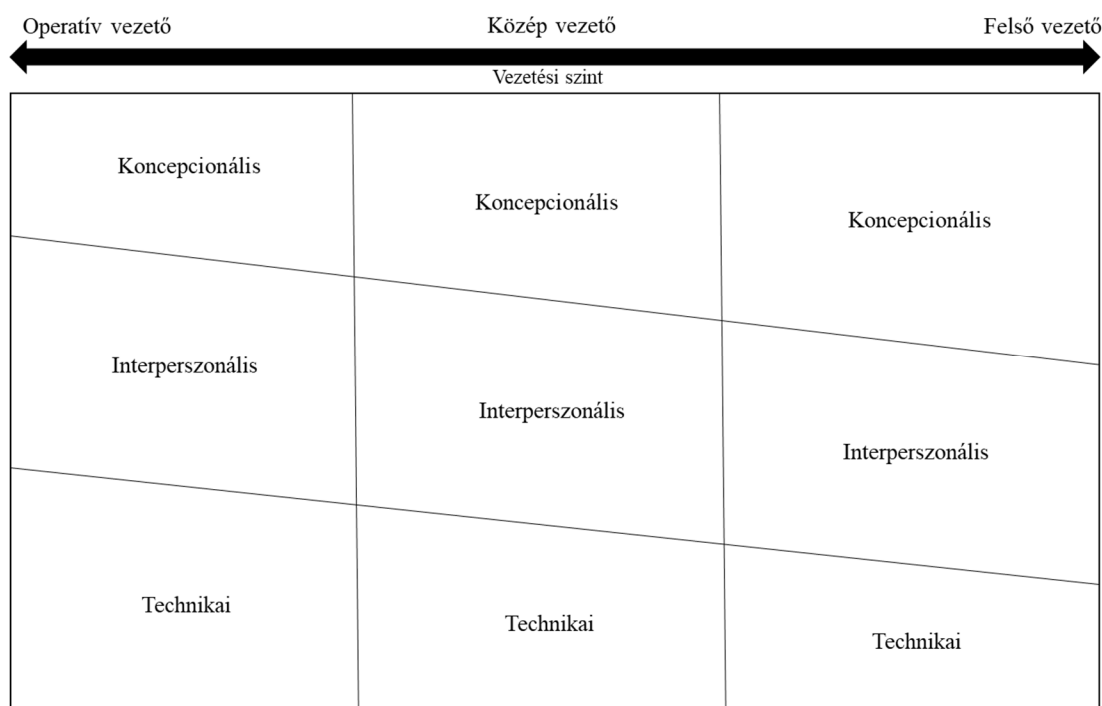 Operatív vezető
Közép vezető
Felső vezető
Vezetési szint
Koncepcionális
Koncepcionális
Koncepcionális
Interperszonális
Interperszonális
Interperszonális
Technikai
Technikai
Technikai